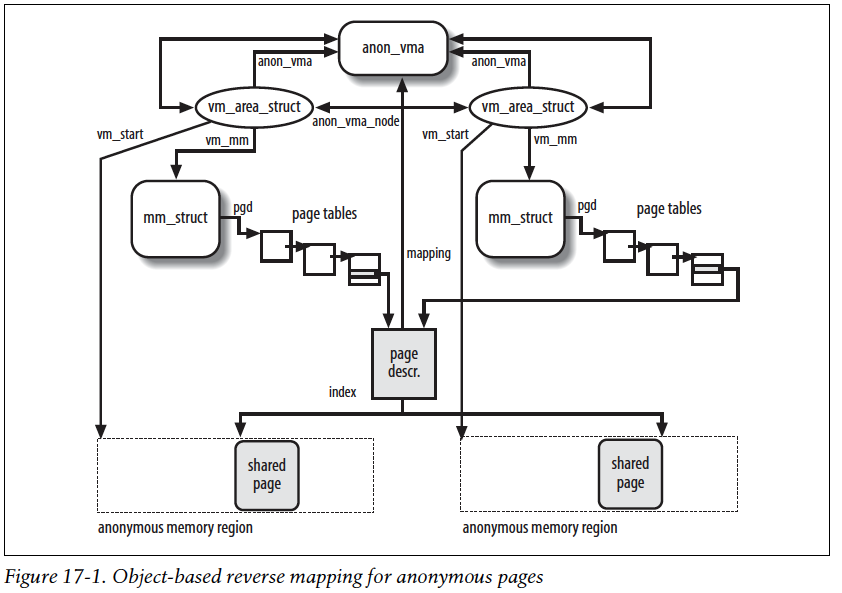 anon_vma
anon_vma
anon_vma
vm_area_struct
vm_area_struct
anon_vma_node
vm_start
vm_mm
vm_start
vm_mm
mm_struct
pgd
page tables
mm_struct
pgd
page tables
mapping
page
descr.
index
shared
page
shared
page
anonymous memory region
anonymous memory region
Figure 17-1. Object-based reverse mapping for anonymous pages